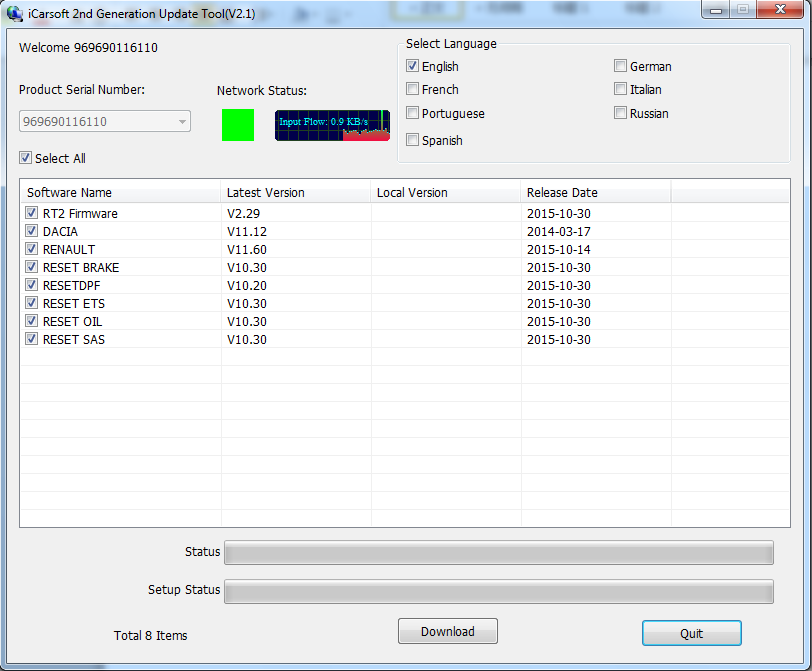 iCarsoft 2nd Generation Update Tool(V2.1)
Welcome 969690116110
Product Serial Number:
969690116110
Network Status:
Input Flow: 0.9 KB/s
Select Language
English
German
French
Italian
Portuguese
Russian
Spanish
Select All
Software Name Latest Version Local Version Release Date
RT2 Firmware V2.29 2015-10-30
DACIA V11.12 2014-03-17
RENAULT V11.60 2015-10-14
RESET BRAKE V10.30 2015-10-30
RESETDPF V10.20 2015-10-30
RESET ETS V10.30 2015-10-30
RESET OIL V10.30 2015-10-30
RESET SAS V10.30 2015-10-30
Status
Setup Status
Total 8 Items
Download
Quit